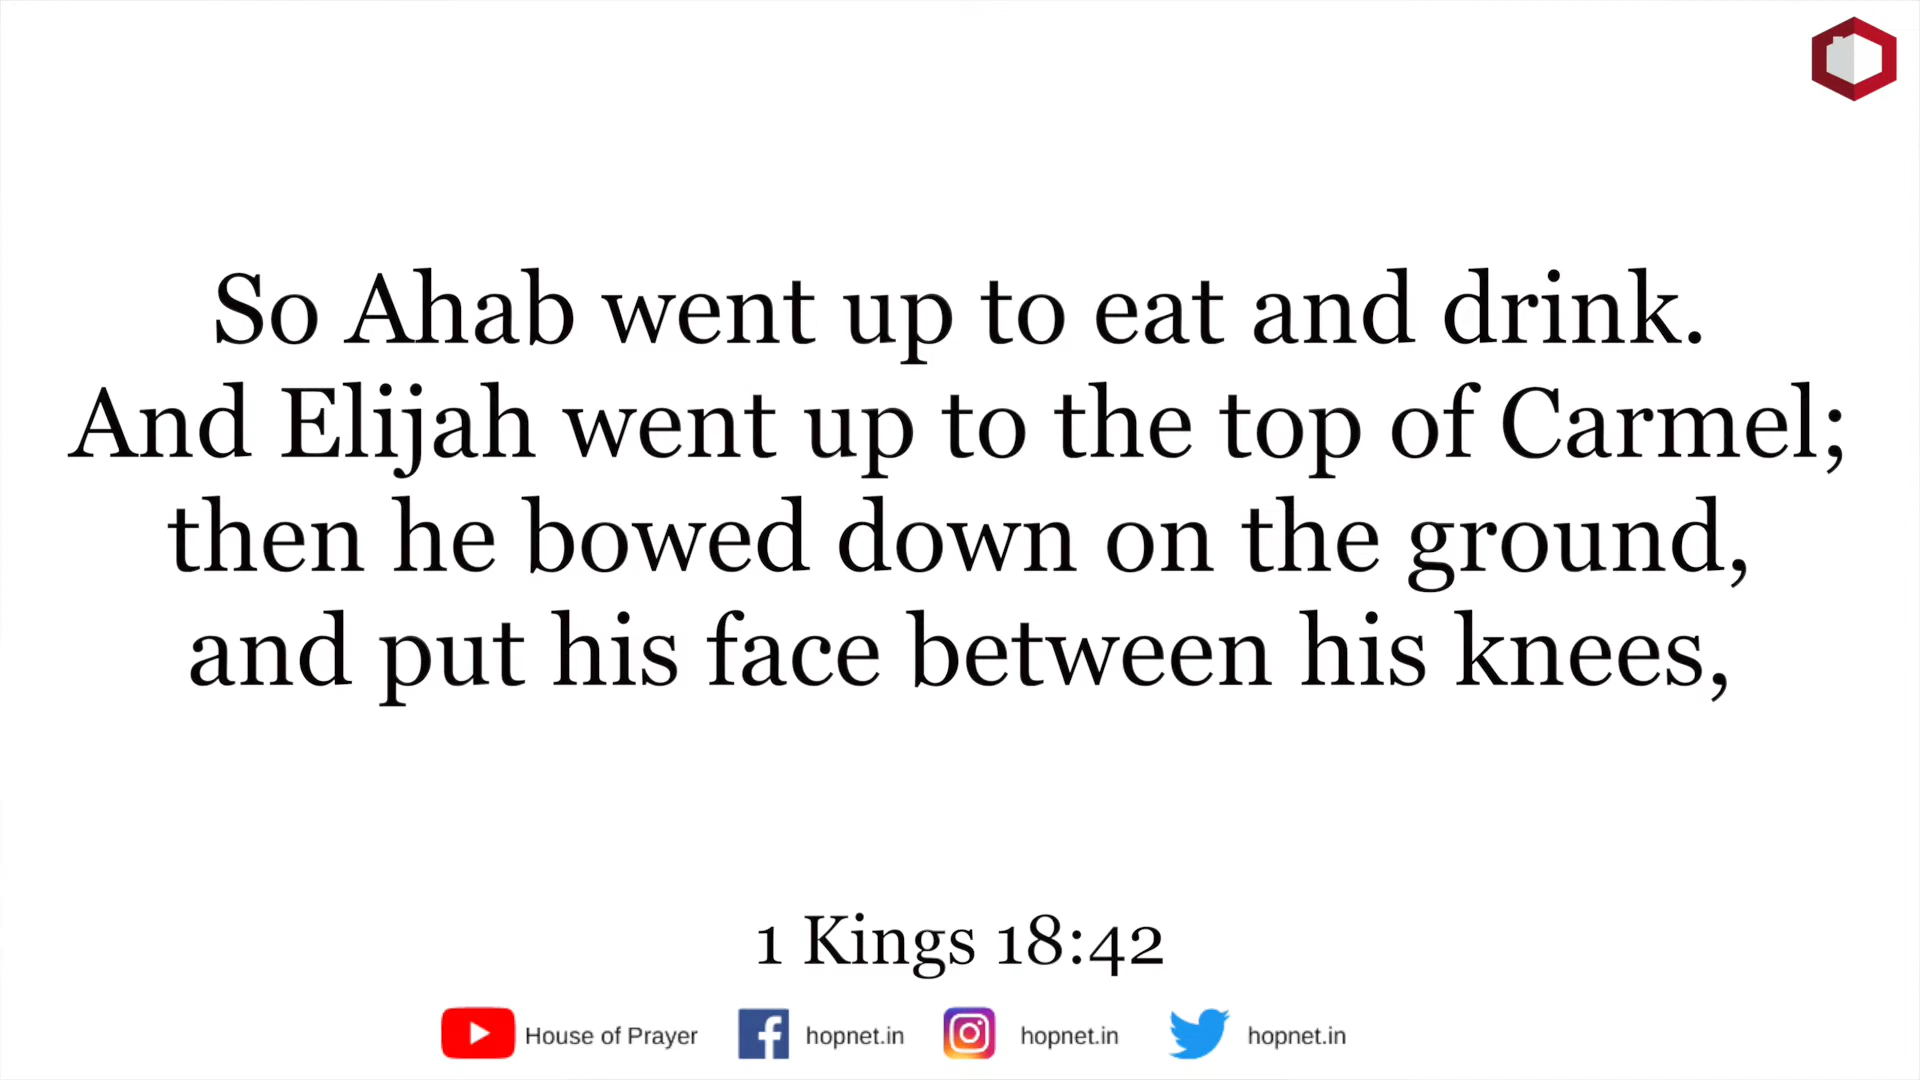 So Ahab went up to eat and drink.
And Elijah went up to the top of Carmel;
then he bowed down on the ground,
and put his face between his knees,
1 Kings 18:42
House of Prayer hopnet.in hopnet.in hopnet.in